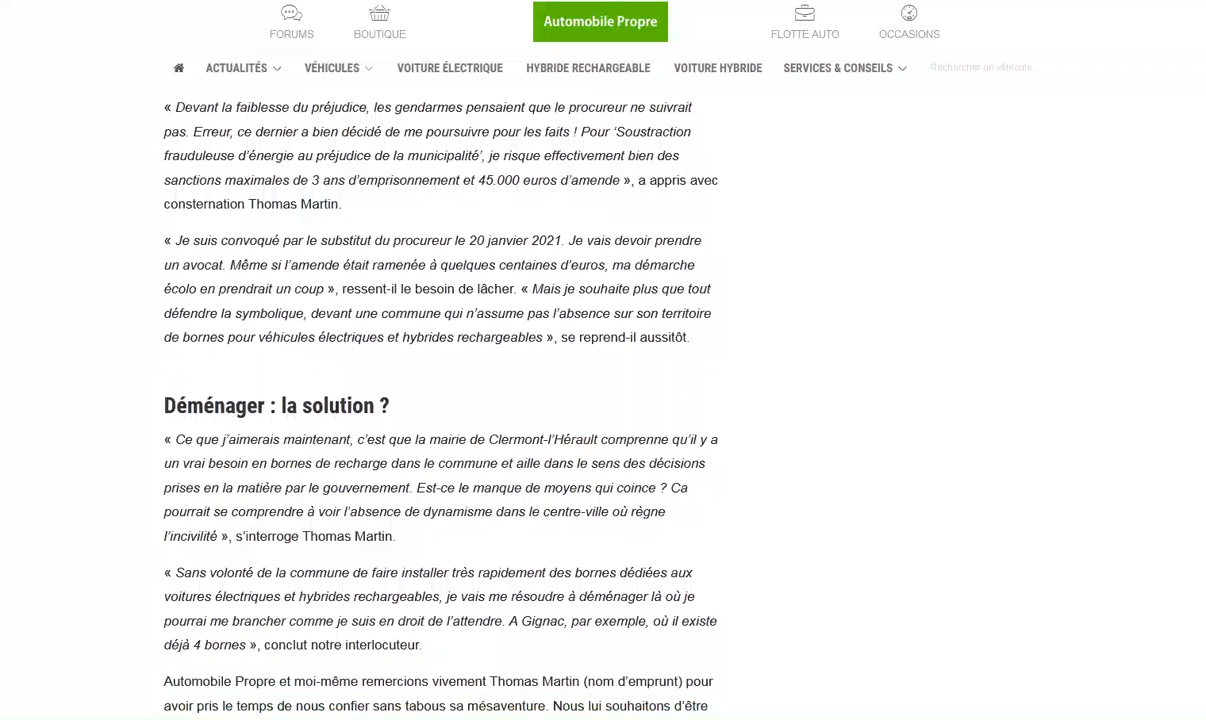 FORUMS
BOUTIQUE
Automobile Propre
FLOTTE AUTO
OCCASIONS
ACTUALITÉS
VÉHICULES
VOITURE ÉLECTRIQUE
HYBRIDE RECHARGEABLE
VOITURE HYBRIDE
SERVICES & CONSEILS
Rechercher un véhicule
« Devant la faiblesse du préjudice, les gendarmes pensaient que le procureur ne suivrait
pas. Erreur, ce dernier a bien décidé de me poursuivre pour les faits ! Pour ‘Soustraction
frauduleuse d’énergie au préjudice de la municipalité’, je risque effectivement bien des
sanctions maximales de 3 ans d’emprisonnement et 45.000 euros d’amende », a appris avec
consternation Thomas Martin.
« Je suis convoqué par le substitut du procureur le 20 janvier 2021. Je vais devoir prendre
un avocat. Même si l’amende était ramenée à quelques centaines d’euros, ma démarche
écolo en prendrait un coup », ressent-il le besoin de lâcher. « Mais je souhaite plus que tout
défendre la symbolique, devant une commune qui n’assume pas l’absence sur son territoire
de bornes pour véhicules électriques et hybrides rechargeables », se reprend-il aussitôt.
Déménager : la solution ?
« Ce que j’aimerais maintenant, c’est que la mairie de Clermont-l’Hérault comprenne qu’il y a
un vrai besoin en bornes de recharge dans le commune et aille dans le sens des décisions
prises en la matière par le gouvernement. Est-ce le manque de moyens qui coince ? Ca
pourrait se comprendre à voir l’absence de dynamisme dans le centre-ville où règne
l’incivilité », s’interroge Thomas Martin.
« Sans volonté de la commune de faire installer très rapidement des bornes dédiées aux
voitures électriques et hybrides rechargeables, je vais me résoudre à déménager là où je
pourrai me brancher comme je suis en droit de l’attendre. A Gignac, par exemple, où il existe
déjà 4 bornes », conclut notre interlocuteur.
Automobile Propre et moi-même remercions vivement Thomas Martin (nom d’emprunt) pour
avoir pris le temps de nous confier sans tabous sa mésaventure. Nous lui souhaitons d’être